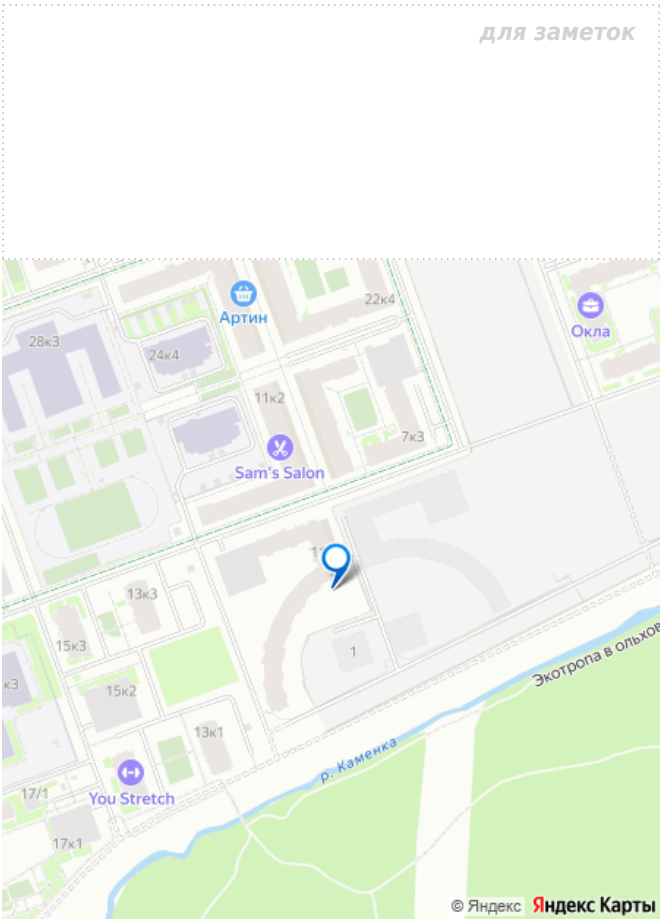 для заметок
22к4
Артин
Окла
28к3
24к4
11к2
7к3
Sam's Salon
13к3
15к3
1
Экотропа в ольхов
к3
15к2
13к1
р. Каменка
You Stretch
17/1
17к1
© Яндекс Яндекс Карты